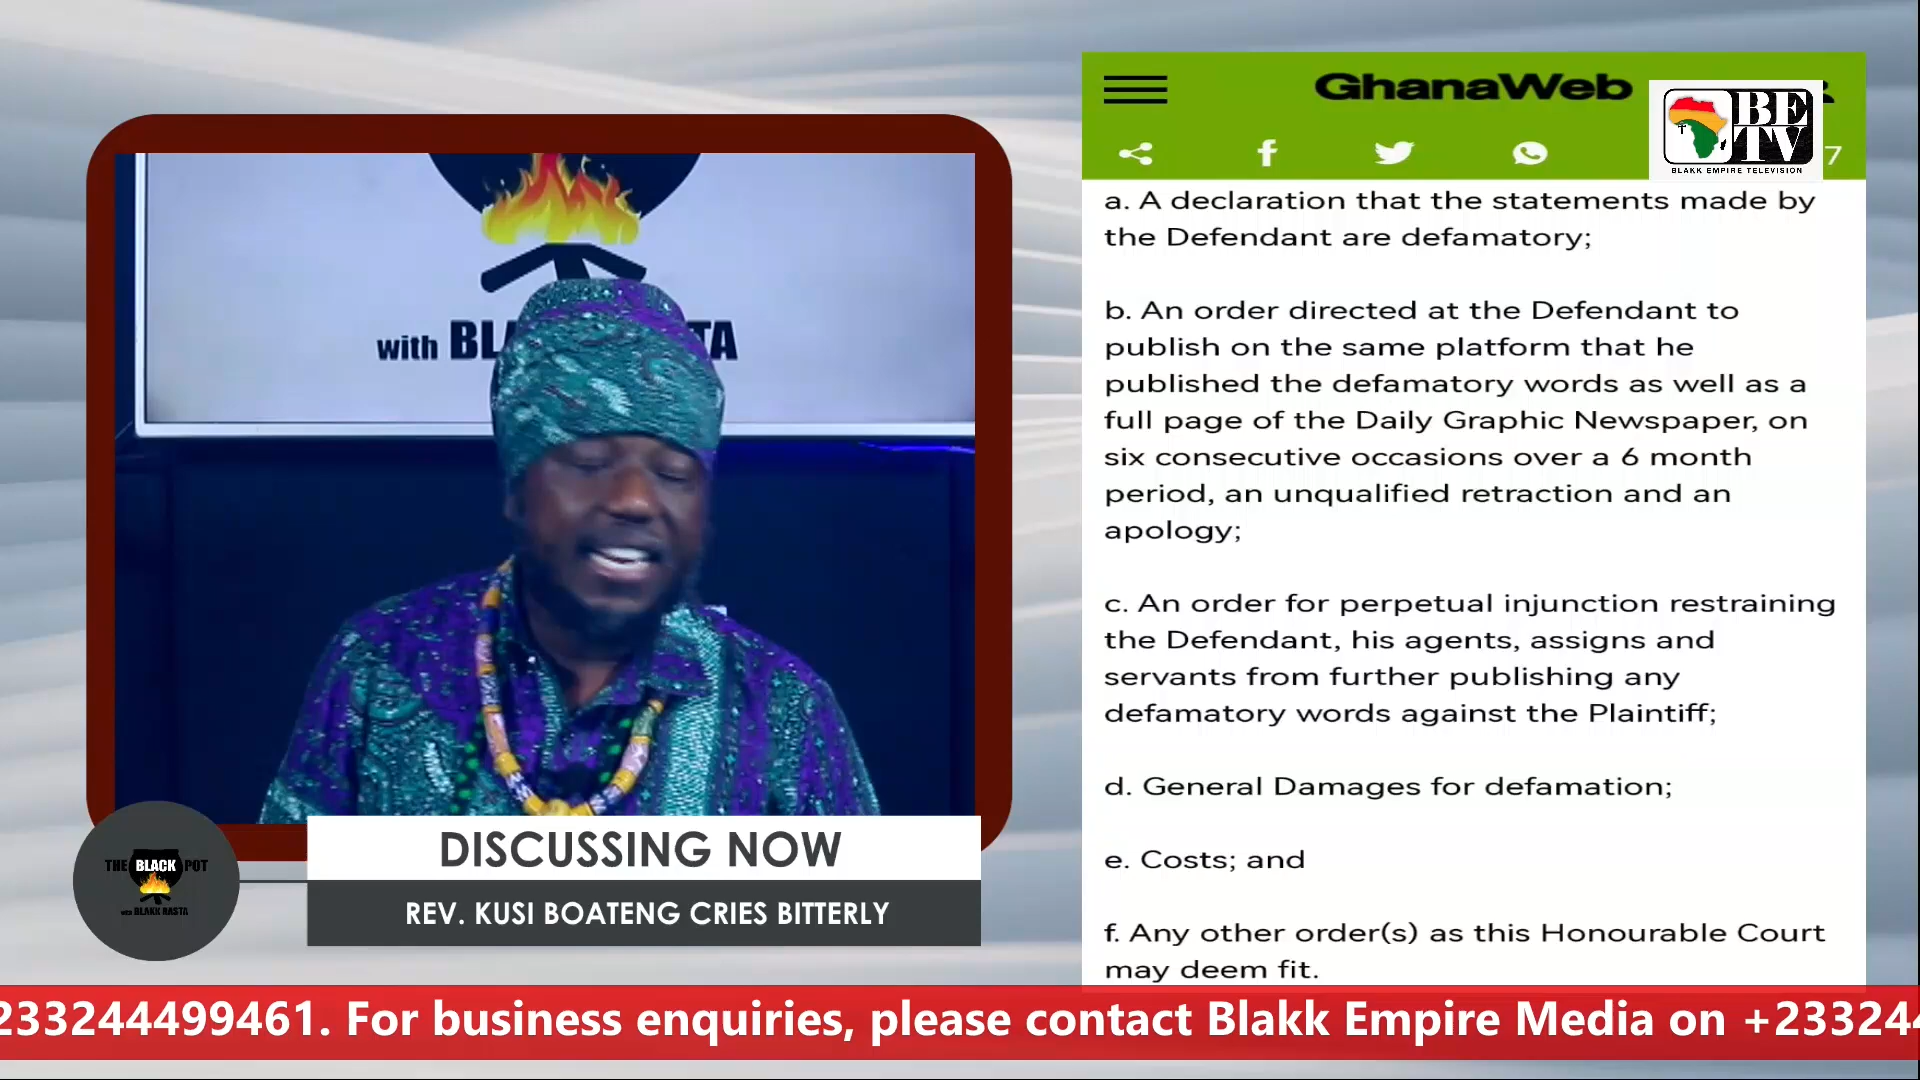 with BL TA
THE BLACK POT
with BLAKK RASTA
DISCUSSING NOW
REV. KUSI BOATENG CRIES BITTERLY
GhanaWeb
BE
TV
BLAKK EMPIRE TELEVISION
7
a. A declaration that the statements made by
the Defendant are defamatory;
b. An order directed at the Defendant to
publish on the same platform that he
published the defamatory words as well as a
full page of the Daily Graphic Newspaper, on
six consecutive occasions over a 6 month
period, an unqualified retraction and an
apology;
c. An order for perpetual injunction restraining
the Defendant, his agents, assigns and
servants from further publishing any
defamatory words against the Plaintiff;
d. General Damages for defamation;
e. Costs; and
f. Any other order(s) as this Honourable Court
may deem fit.
233244499461. For business enquiries, please contact Blakk Empire Media on +23324